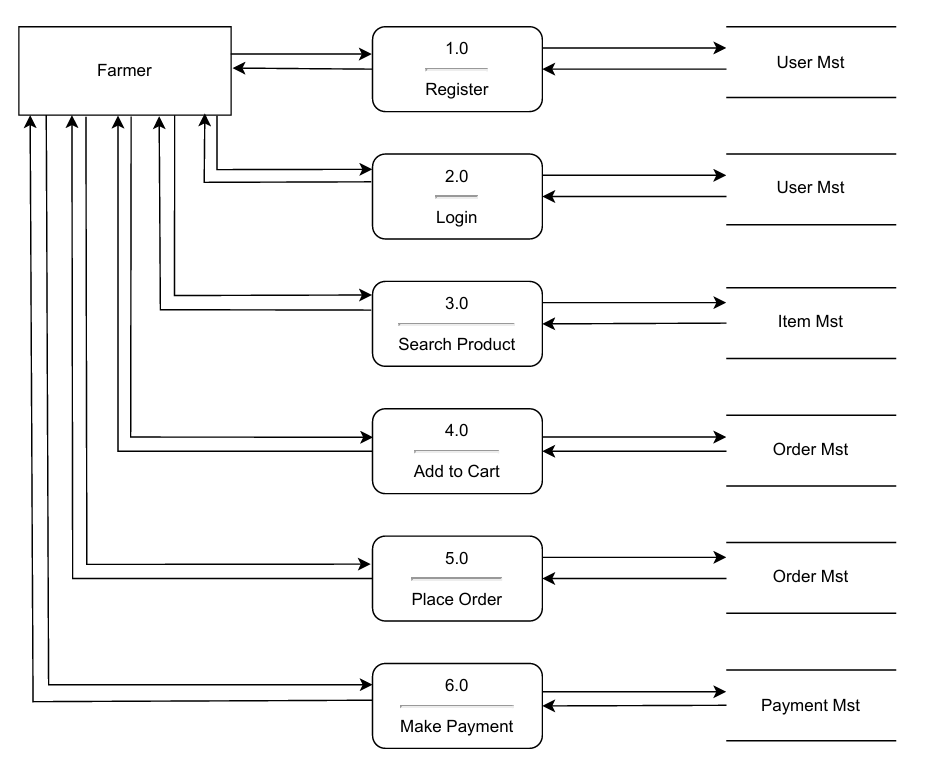 Farmer
1.0
Register
User Mst
2.0
Login
User Mst
3.0
Search Product
Item Mst
4.0
Add to Cart
Order Mst
5.0
Place Order
Order Mst
6.0
Make Payment
Payment Mst